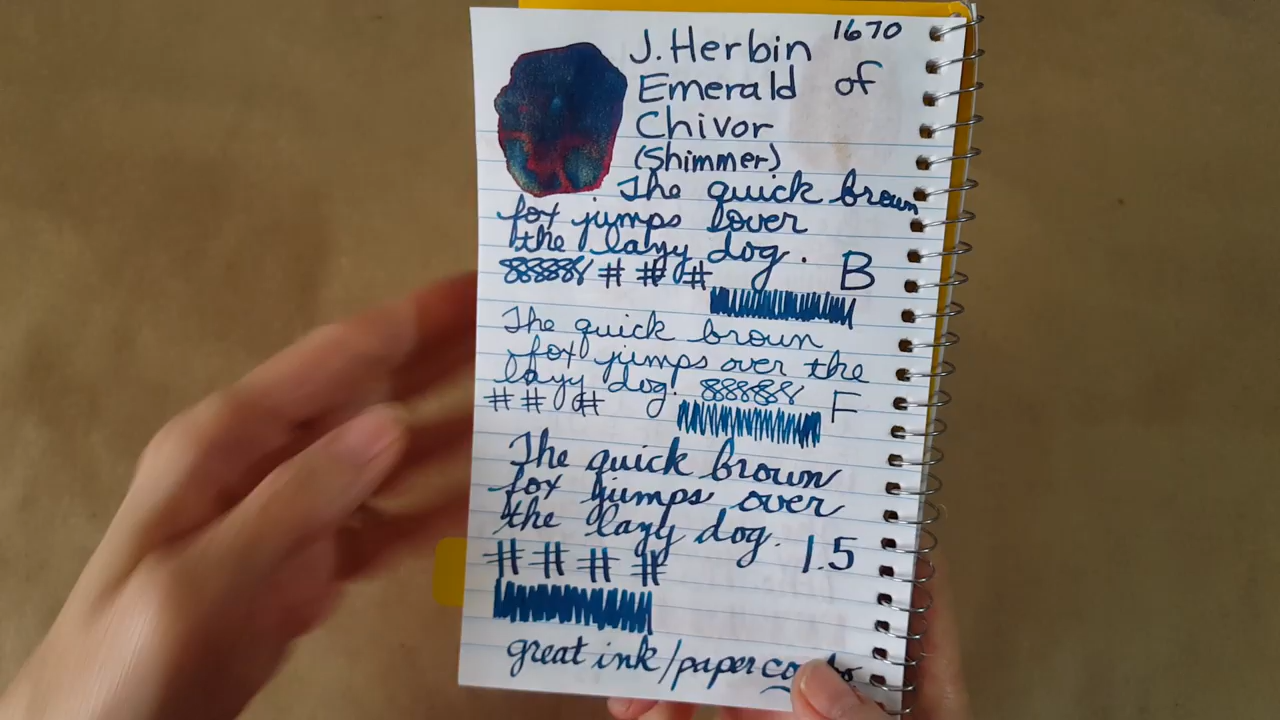 J. Herbin 1670
Emerald of
Chivor
(Shimmer)
The quick brown
fox jumps over
the lazy dog.
88888 # # # B
The quick brown
fox jumps over the
lazy dog. 88888 F
# # #
The quick brown
fox jumps over
the lazy dog. 1.5
# # # #
great ink/paper